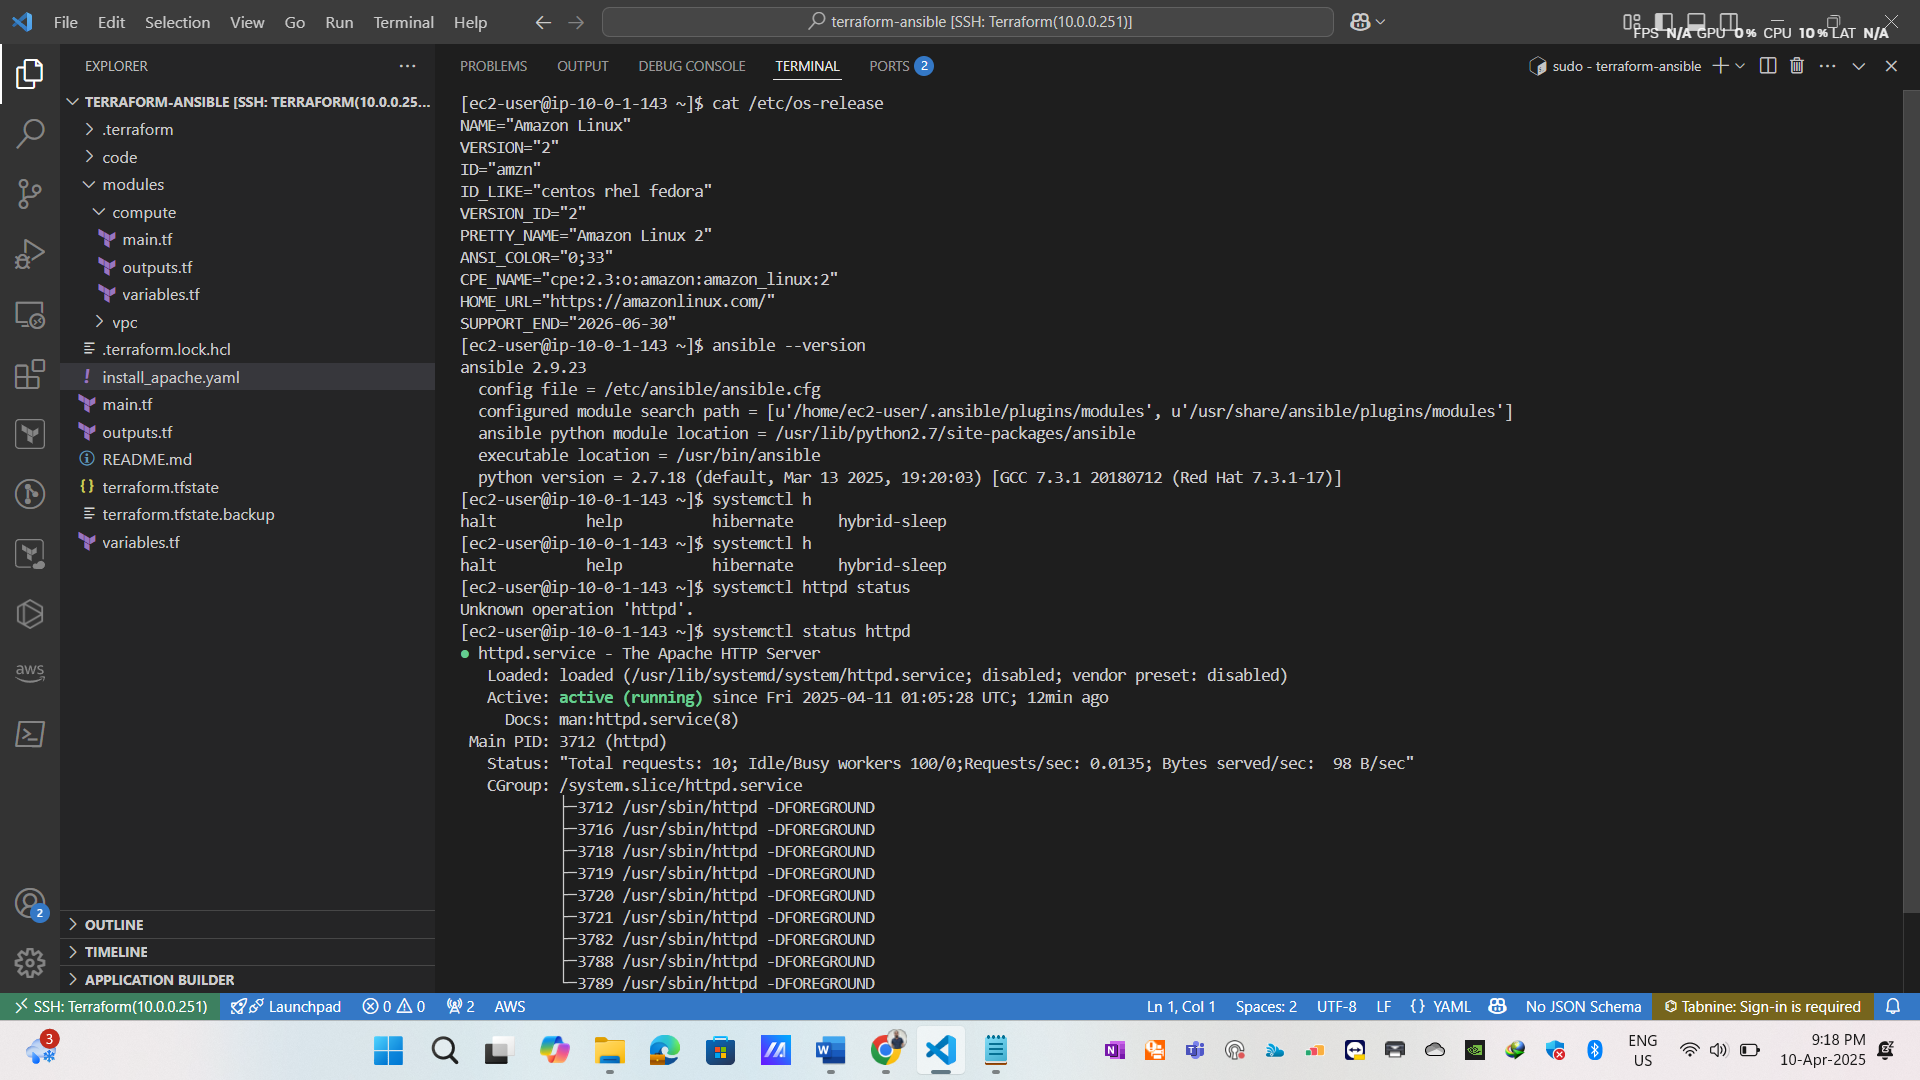 File Edit Selection View Go Run Terminal Help
terraform-ansible [SSH: Terraform(10.0.0.251)]
FPS N/A GPU 0% CPU 10% LAT N/A
EXPLORER
PROBLEMS OUTPUT DEBUG CONSOLE TERMINAL PORTS 2
sudo - terraform-ansible
TERRAFORM-ANSIBLE [SSH: TERRAFORM(10.0.0.25...
.terraform
code
modules
compute
main.tf
outputs.tf
variables.tf
vpc
.terraform.lock.hcl
install_apache.yaml
main.tf
outputs.tf
README.md
terraform.tfstate
terraform.tfstate.backup
variables.tf
OUTLINE
TIMELINE
APPLICATION BUILDER
aws
2
[ec2-user@ip-10-0-1-143 ~]$ cat /etc/os-release
NAME="Amazon Linux"
VERSION="2"
ID="amzn"
ID_LIKE="centos rhel fedora"
VERSION_ID="2"
PRETTY_NAME="Amazon Linux 2"
ANSI_COLOR="0;33"
CPE_NAME="cpe:2.3:o:amazon:amazon_linux:2"
HOME_URL="https://amazonlinux.com/"
SUPPORT_END="2026-06-30"
[ec2-user@ip-10-0-1-143 ~]$ ansible --version
ansible 2.9.23
config file = /etc/ansible/ansible.cfg
configured module search path = [u'/home/ec2-user/.ansible/plugins/modules', u'/usr/share/ansible/plugins/modules']
ansible python module location = /usr/lib/python2.7/site-packages/ansible
executable location = /usr/bin/ansible
python version = 2.7.18 (default, Mar 13 2025, 19:20:03) [GCC 7.3.1 20180712 (Red Hat 7.3.1-17)]
[ec2-user@ip-10-0-1-143 ~]$ systemctl h
halt help hibernate hybrid-sleep
[ec2-user@ip-10-0-1-143 ~]$ systemctl h
halt help hibernate hybrid-sleep
[ec2-user@ip-10-0-1-143 ~]$ systemctl httpd status
Unknown operation 'httpd'.
[ec2-user@ip-10-0-1-143 ~]$ systemctl status httpd
● httpd.service - The Apache HTTP Server
Loaded: loaded (/usr/lib/systemd/system/httpd.service; disabled; vendor preset: disabled)
Active: active (running) since Fri 2025-04-11 01:05:28 UTC; 12min ago
Docs: man:httpd.service(8)
Main PID: 3712 (httpd)
Status: "Total requests: 10; Idle/Busy workers 100/0;Requests/sec: 0.0135; Bytes served/sec:  98 B/sec"
CGroup: /system.slice/httpd.service
├─3712 /usr/sbin/httpd -DFOREGROUND
├─3716 /usr/sbin/httpd -DFOREGROUND
├─3718 /usr/sbin/httpd -DFOREGROUND
├─3719 /usr/sbin/httpd -DFOREGROUND
├─3720 /usr/sbin/httpd -DFOREGROUND
├─3721 /usr/sbin/httpd -DFOREGROUND
├─3782 /usr/sbin/httpd -DFOREGROUND
├─3788 /usr/sbin/httpd -DFOREGROUND
└─3789 /usr/sbin/httpd -DFOREGROUND
SSH: Terraform(10.0.0.251) Launchpad 0 0 2 AWS Ln 1, Col 1 Spaces: 2 UTF-8 LF {} YAML No JSON Schema Tabnine: Sign-in is required
3
ENG
US
9:18 PM
10-Apr-2025